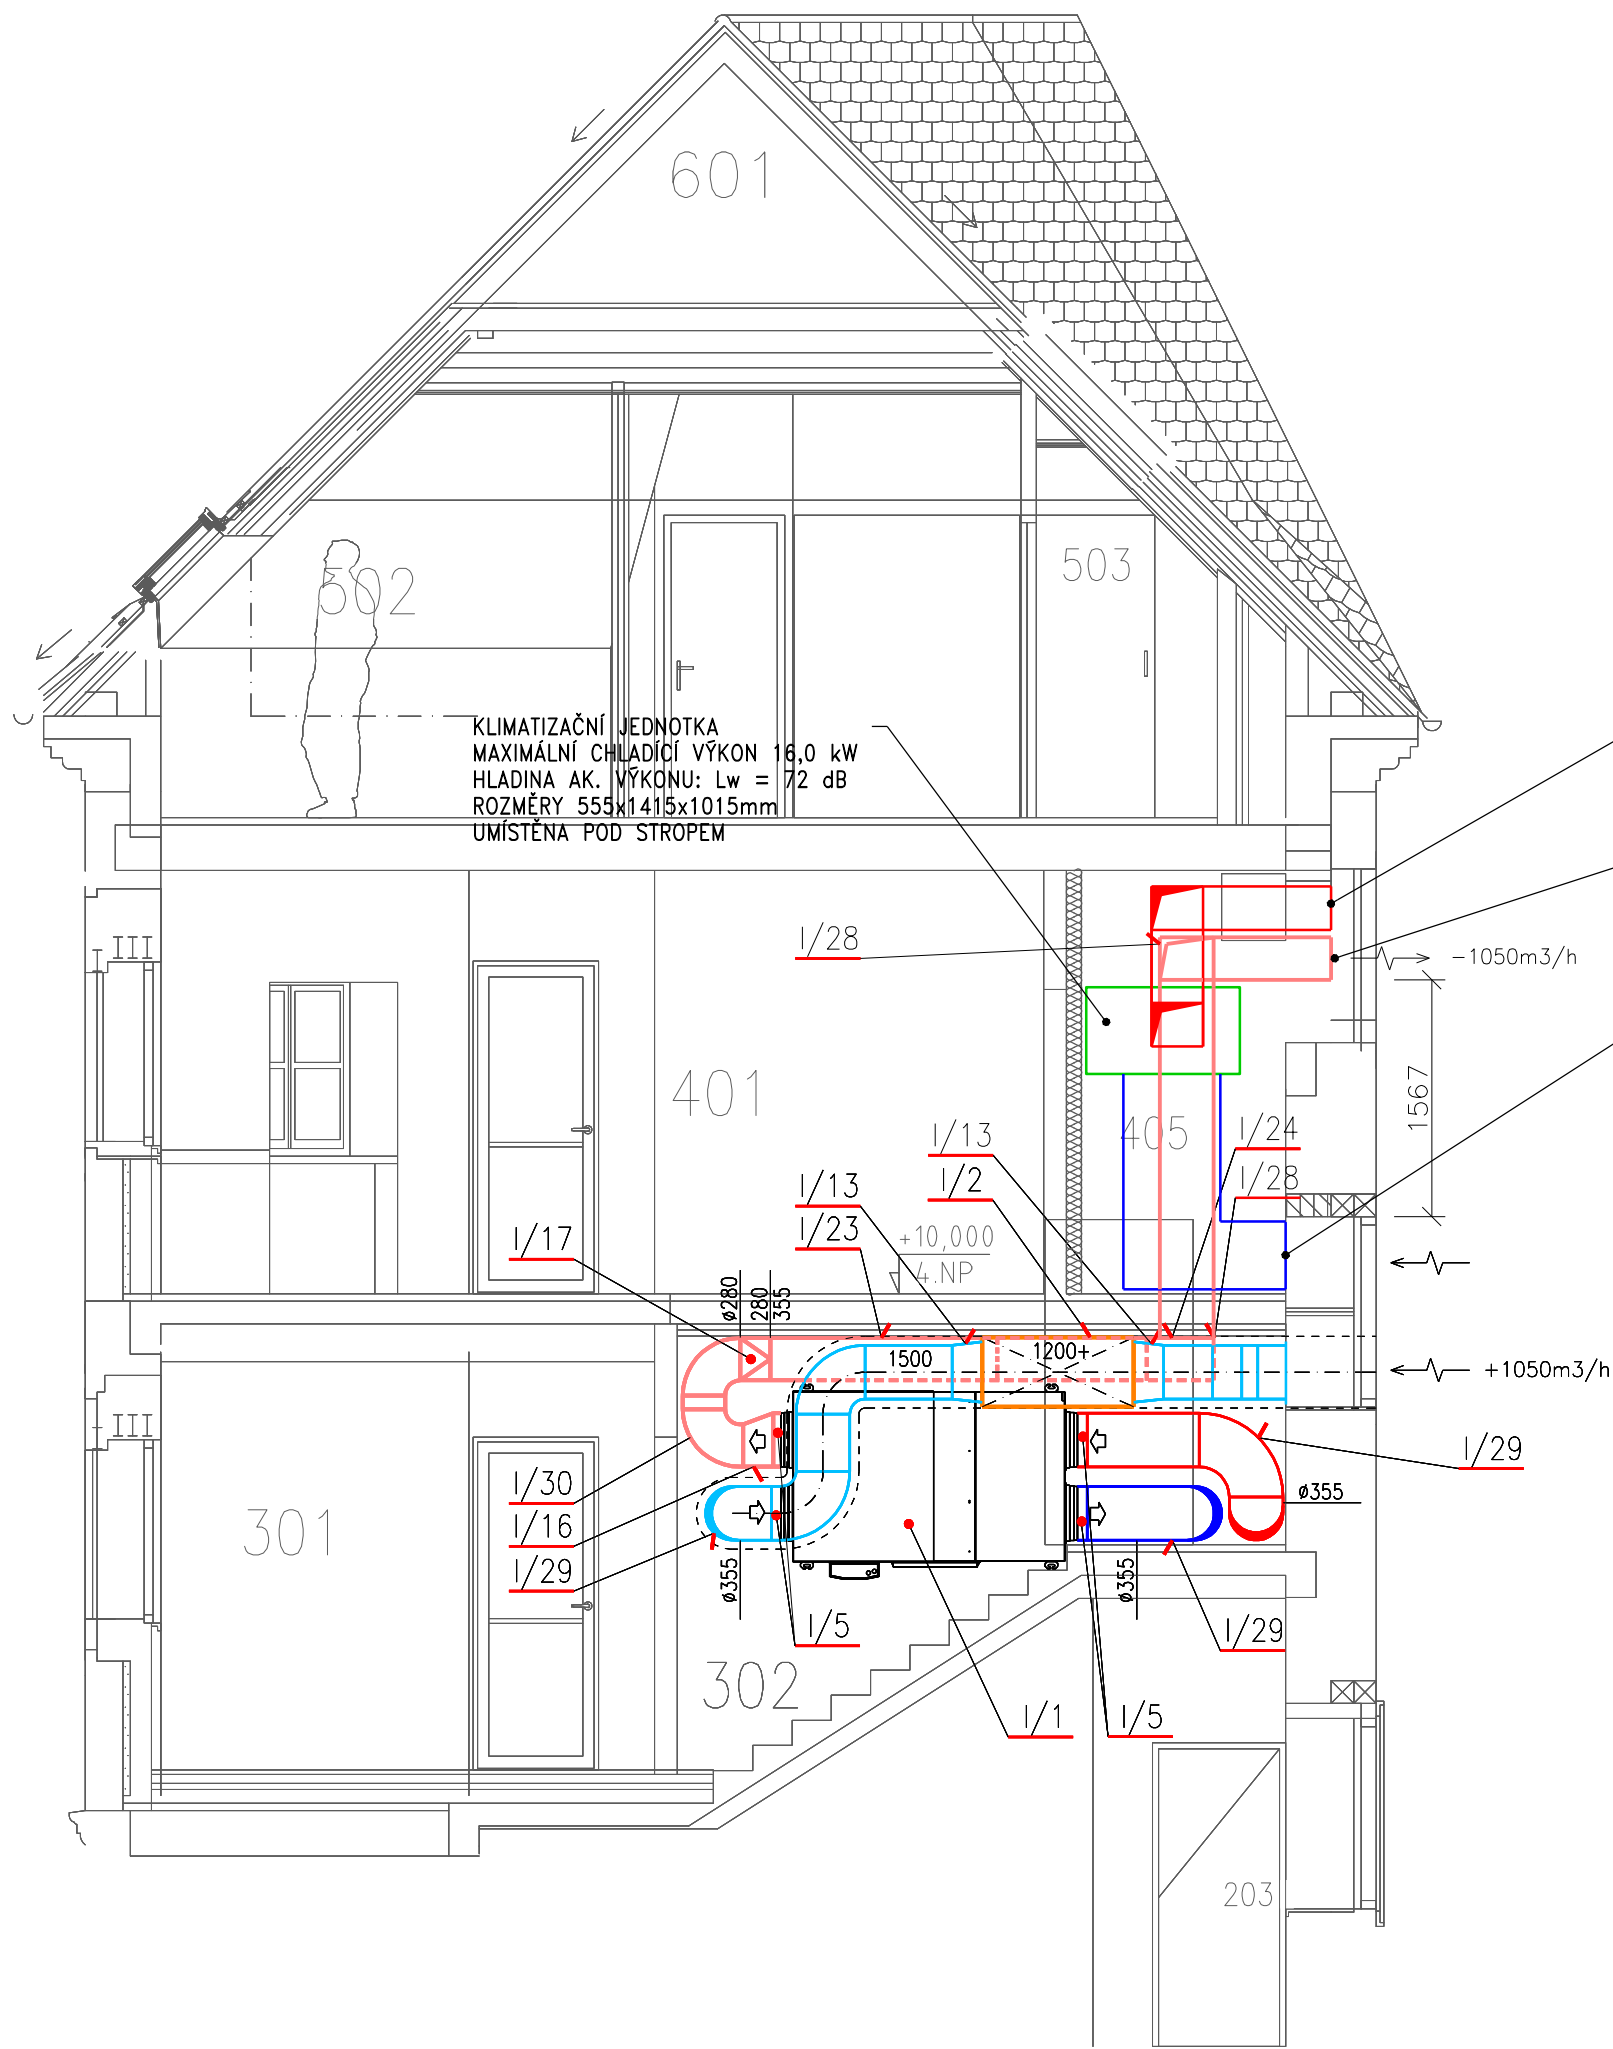 601
503
502
KLIMATIZAČNÍ JEDNOTKA
MAXIMÁLNÍ CHLADÍCÍ VÝKON 16,0 kW
HLADINA AK. VÝKONU: Lw = 72 dB
ROZMĚRY 555x1415x1015mm
UMÍSTĚNA POD STROPEM
I/28
-1050m3/h
1567
401
405
I/13
I/24
I/2
I/28
I/13
I/23
I/17
+10,000
4.NP
ø280
280
355
1500
1200+
+1050m3/h
I/29
I/30
ø355
I/16
I/29
301
ø355
ø355
I/5
I/29
302
I/1
I/5
203